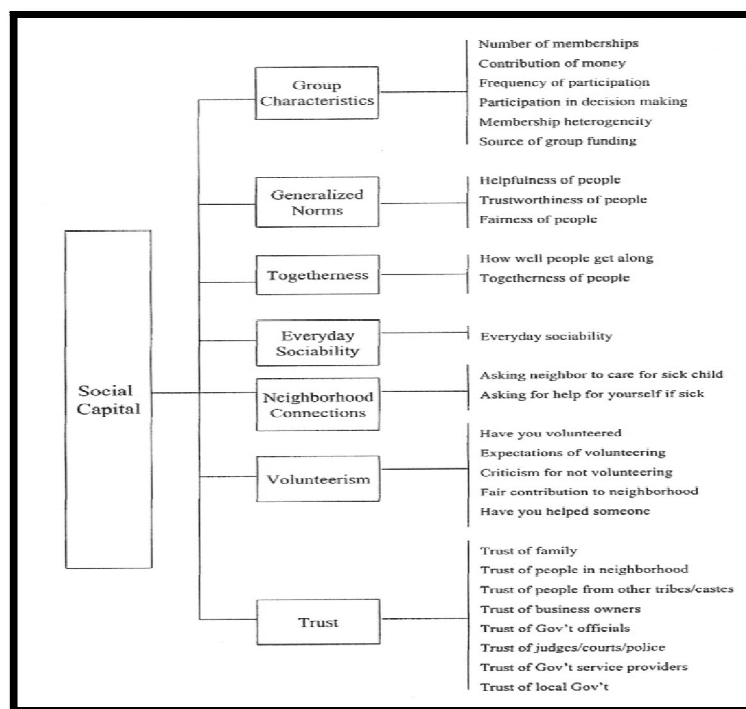 Social
Capital
Group
Characteristics
Number of memberships
Contribution of money
Frequency of participation
Participation in decision making
Membership heterogeneity
Source of group funding
Generalized
Norms
Helpfulness of people
Trustworthiness of people
Fairness of people
Togetherness
How well people get along
Togetherness of people
Everyday
Sociability
Everyday sociability
Neighborhood
Connections
Asking neighbor to care for sick child
Asking for help for yourself if sick
Volunteerism
Have you volunteered
Expectations of volunteering
Criticism for not volunteering
Fair contribution to neighborhood
Have you helped someone
Trust
Trust of family
Trust of people in neighborhood
Trust of people from other tribes/castes
Trust of business owners
Trust of Gov't officials
Trust of judges/courts/police
Trust of Gov't service providers
Trust of local Gov't